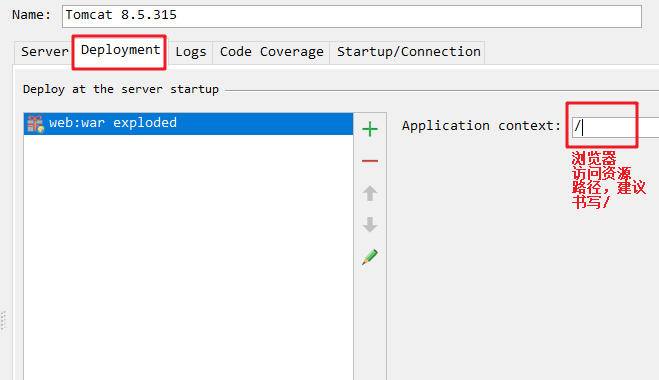 Name: Tomcat 8.5.315
Server Deployment Logs Code Coverage Startup/Connection
Deploy at the server startup
web:war exploded
Application context: /
浏览器
访问资源
路径，建议
书写/